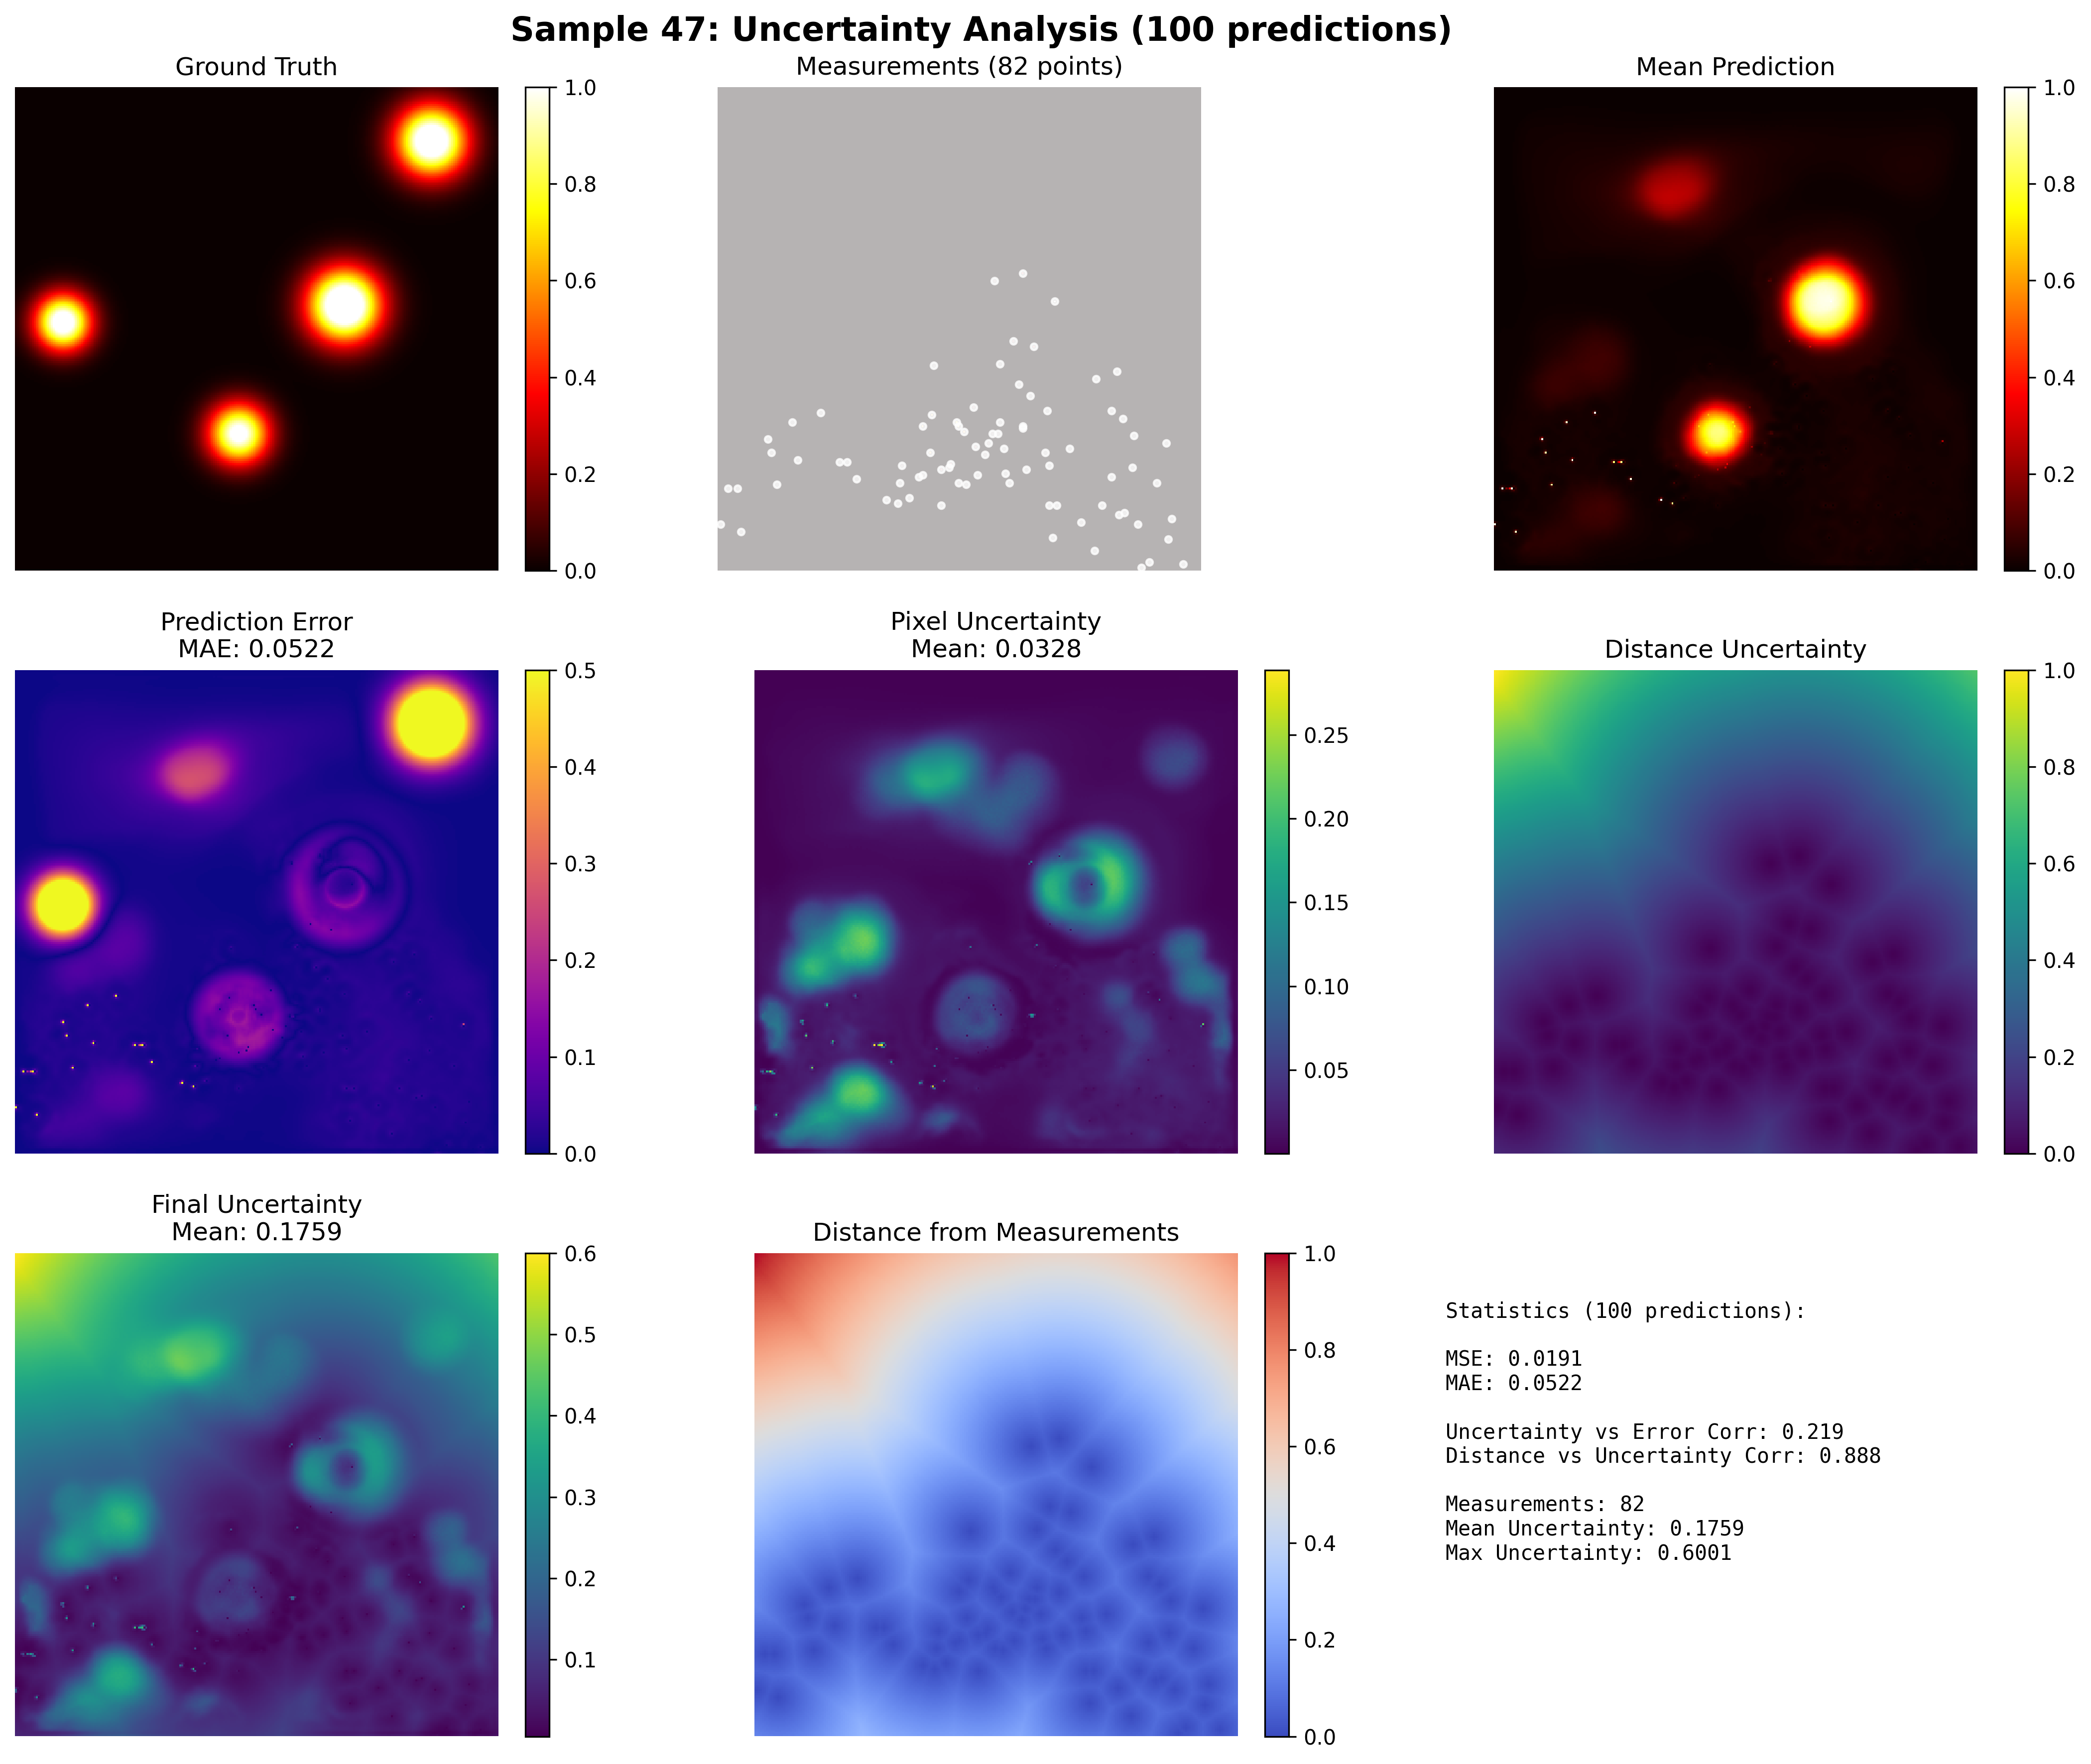 Sample 47: Uncertainty Analysis (100 predictions)
Ground Truth
1.0
0.8
0.6
0.4
0.2
0.0
Measurements (82 points)
Mean Prediction
1.0
0.8
0.6
0.4
0.2
0.0
Prediction Error
MAE: 0.0522
0.5
0.4
0.3
0.2
0.1
0.0
Pixel Uncertainty
Mean: 0.0328
0.25
0.20
0.15
0.10
0.05
Distance Uncertainty
1.0
0.8
0.6
0.4
0.2
0.0
Final Uncertainty
Mean: 0.1759
0.6
0.5
0.4
0.3
0.2
0.1
Distance from Measurements
1.0
0.8
0.6
0.4
0.2
0.0
Statistics (100 predictions):
MSE: 0.0191
MAE: 0.0522
Uncertainty vs Error Corr: 0.219
Distance vs Uncertainty Corr: 0.888
Measurements: 82
Mean Uncertainty: 0.1759
Max Uncertainty: 0.6001